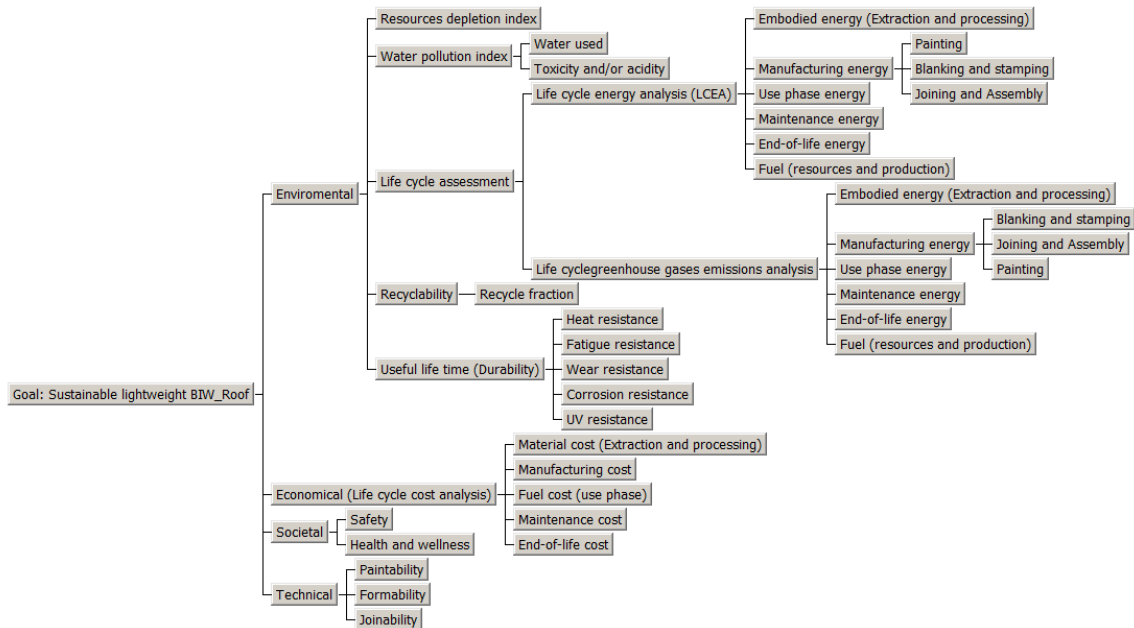 Goal: Sustainable lightweight BIW_Roof
Enviromental
Resources depletion index
Water pollution index
Water used
Toxicity and/or acidity
Life cycle assessment
Life cycle energy analysis (LCEA)
Embodied energy (Extraction and processing)
Manufacturing energy
Painting
Blanking and stamping
Joining and Assembly
Use phase energy
Maintenance energy
End-of-life energy
Fuel (resources and production)
Life cyclegreenhouse gases emissions analysis
Embodied energy (Extraction and processing)
Manufacturing energy
Blanking and stamping
Joining and Assembly
Painting
Use phase energy
Maintenance energy
End-of-life energy
Fuel (resources and production)
Recyclability
Recycle fraction
Useful life time (Durability)
Heat resistance
Fatigue resistance
Wear resistance
Corrosion resistance
UV resistance
Economical (Life cycle cost analysis)
Material cost (Extraction and processing)
Manufacturing cost
Fuel cost (use phase)
Maintenance cost
End-of-life cost
Societal
Safety
Health and wellness
Technical
Paintability
Formability
Joinability